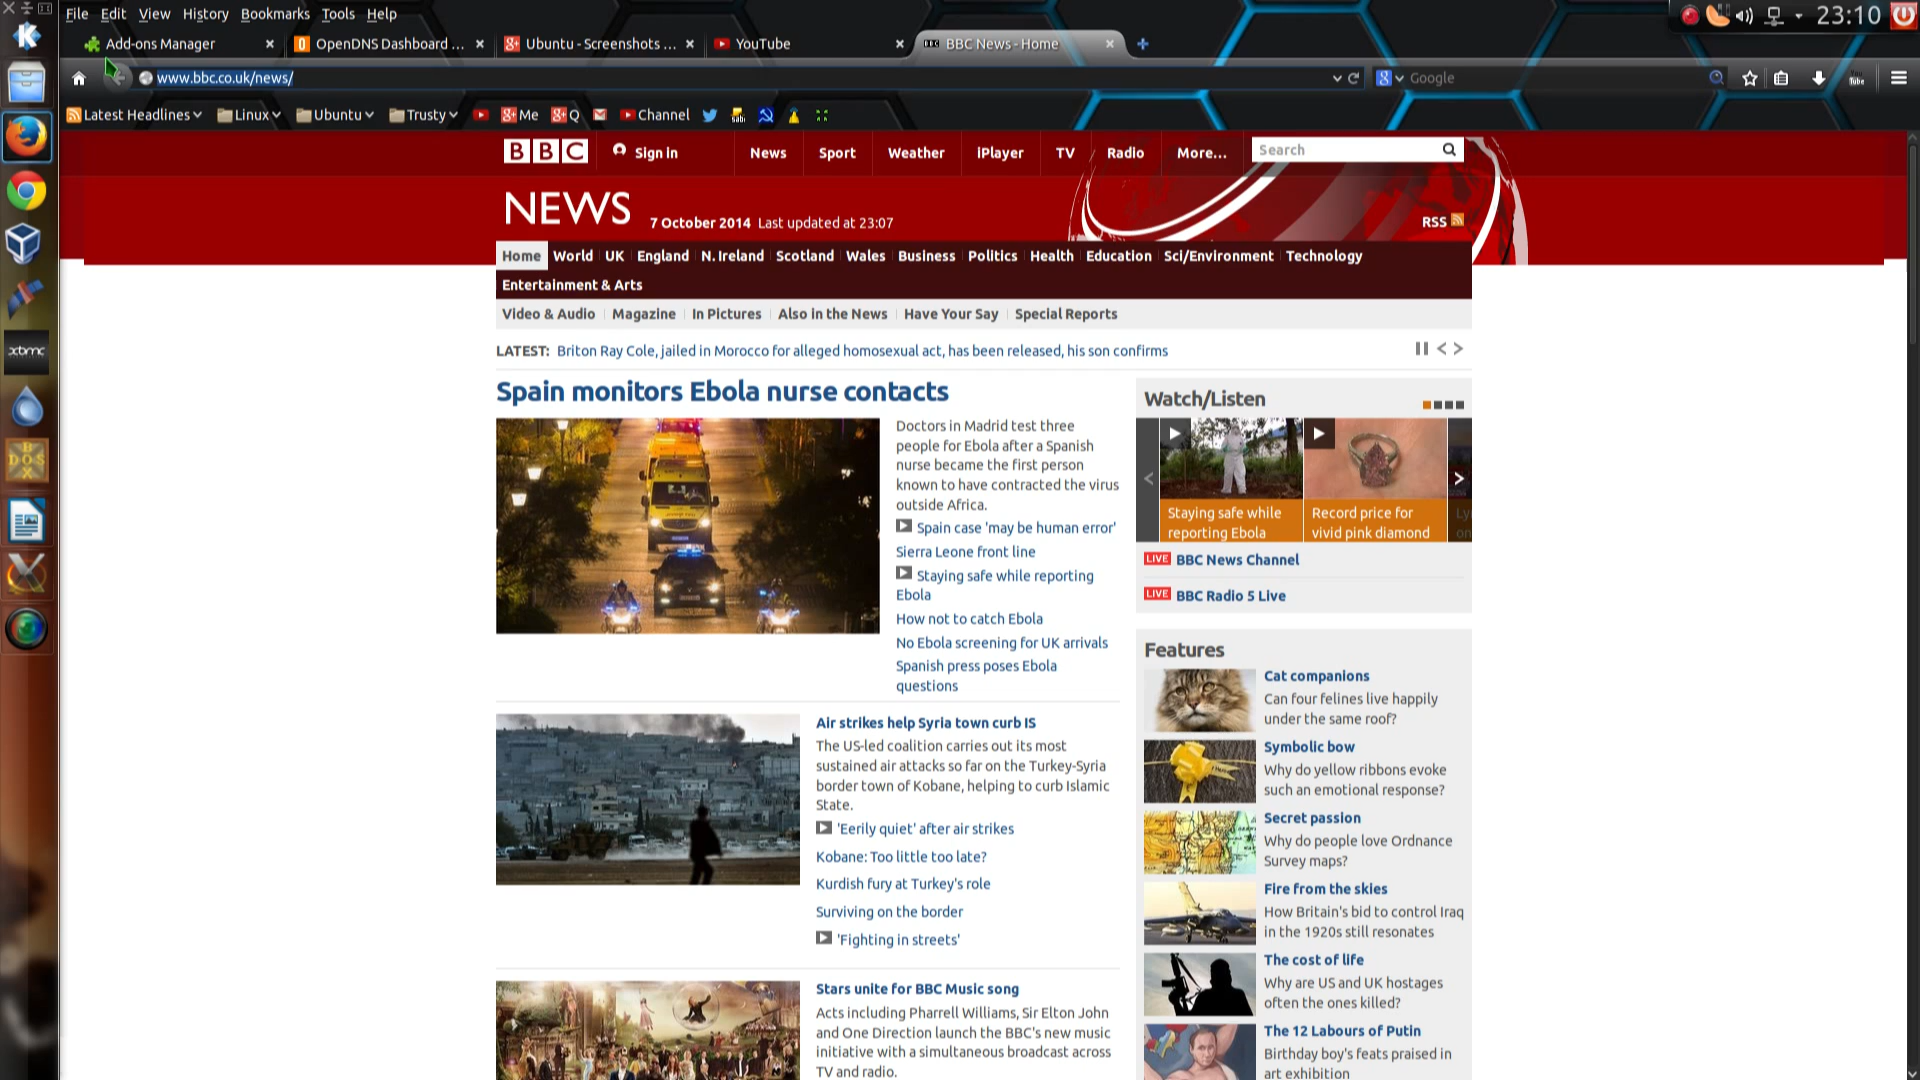 File Edit View History Bookmarks Tools Help
23:10
Add-ons Manager
OpenDNS Dashboard ...
Ubuntu - Screenshots ...
YouTube
BBC News - Home
www.bbc.co.uk/news/
Google
Latest Headlines
Linux
Ubuntu
Trusty
Me
Q
Channel
BBC
Sign in
News
Sport
Weather
iPlayer
TV
Radio
More...
Search
NEWS
7 October 2014 Last updated at 23:07
RSS
Home World UK England N. Ireland Scotland Wales Business Politics Health Education Sci/Environment Technology
Entertainment & Arts
Video & Audio Magazine In Pictures Also in the News Have Your Say Special Reports
LATEST: Briton Ray Cole, jailed in Morocco for alleged homosexual act, has been released, his son confirms
Spain monitors Ebola nurse contacts
Doctors in Madrid test three
people for Ebola after a Spanish
nurse became the first person
known to have contracted the virus
outside Africa.
Spain case 'may be human error'
Sierra Leone front line
Staying safe while reporting
Ebola
How not to catch Ebola
No Ebola screening for UK arrivals
Spanish press poses Ebola
questions
Air strikes help Syria town curb IS
The US-led coalition carries out its most
sustained air attacks so far on the Turkey-Syria
border town of Kobane, helping to curb Islamic
State.
'Eerily quiet' after air strikes
Kobane: Too little too late?
Kurdish fury at Turkey's role
Surviving on the border
'Fighting in streets'
Stars unite for BBC Music song
Acts including Pharrell Williams, Sir Elton John
and One Direction launch the BBC's new music
initiative with a simultaneous broadcast across
TV and radio.
Watch/Listen
Staying safe while
reporting Ebola
Record price for
vivid pink diamond
Ly
on
LIVE BBC News Channel
LIVE BBC Radio 5 Live
Features
Cat companions
Can four felines live happily
under the same roof?
Symbolic bow
Why do yellow ribbons evoke
such an emotional response?
Secret passion
Why do people love Ordnance
Survey maps?
Fire from the skies
How Britain's bid to control Iraq
in the 1920s still resonates
The cost of life
Why are US and UK hostages
often the ones killed?
The 12 Labours of Putin
Birthday boy's feats praised in
art exhibition
xbmc
DOS